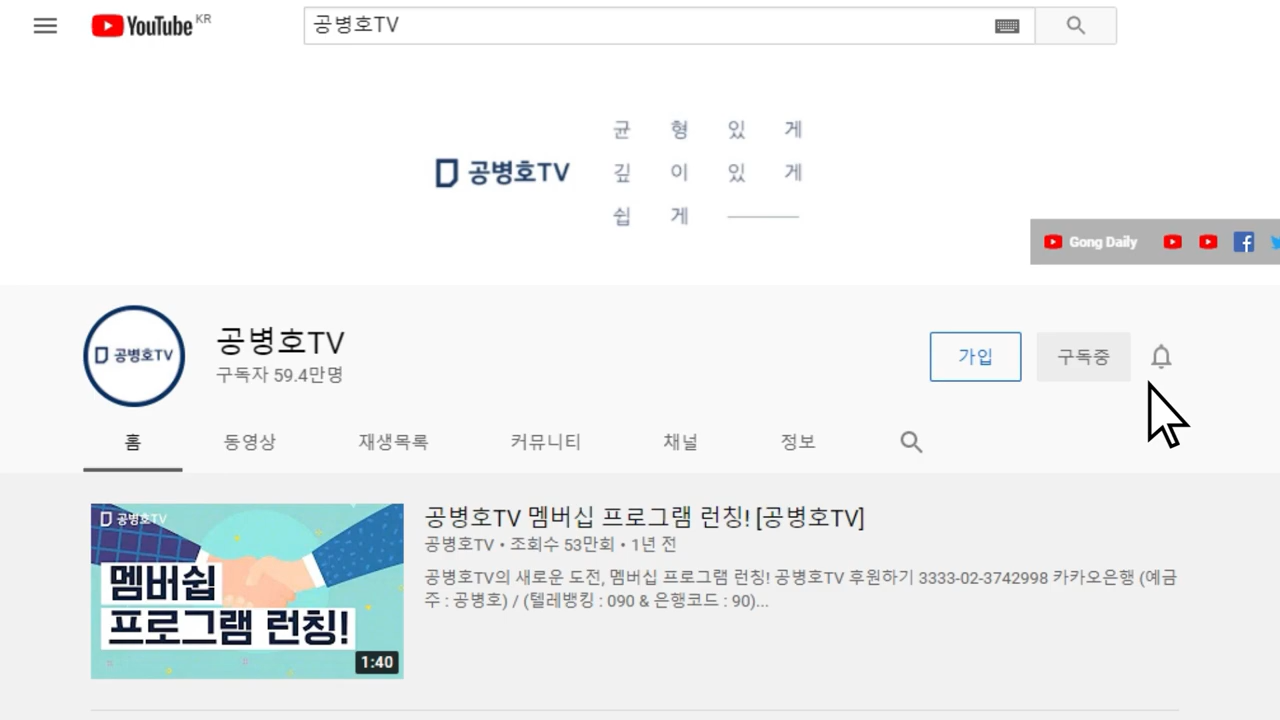 YouTube KR
공병호TV
균형있게
공병호TV
깊이있게
쉽게
Gong Daily
공병호TV
공병호TV
구독자 59.4만명
가입
구독중
홈
동영상
재생목록
커뮤니티
채널
정보
공병호TV
멤버쉽
프로그램 런칭!
1:40
공병호TV 멤버십 프로그램 런칭! [공병호TV]
공병호TV • 조회수 53만회 • 1년 전
공병호TV의 새로운 도전, 멤버십 프로그램 런칭! 공병호TV 후원하기 3333-02-3742998 카카오은행 (예금
주 : 공병호) / (텔레뱅킹 : 090 & 은행코드 : 90)...